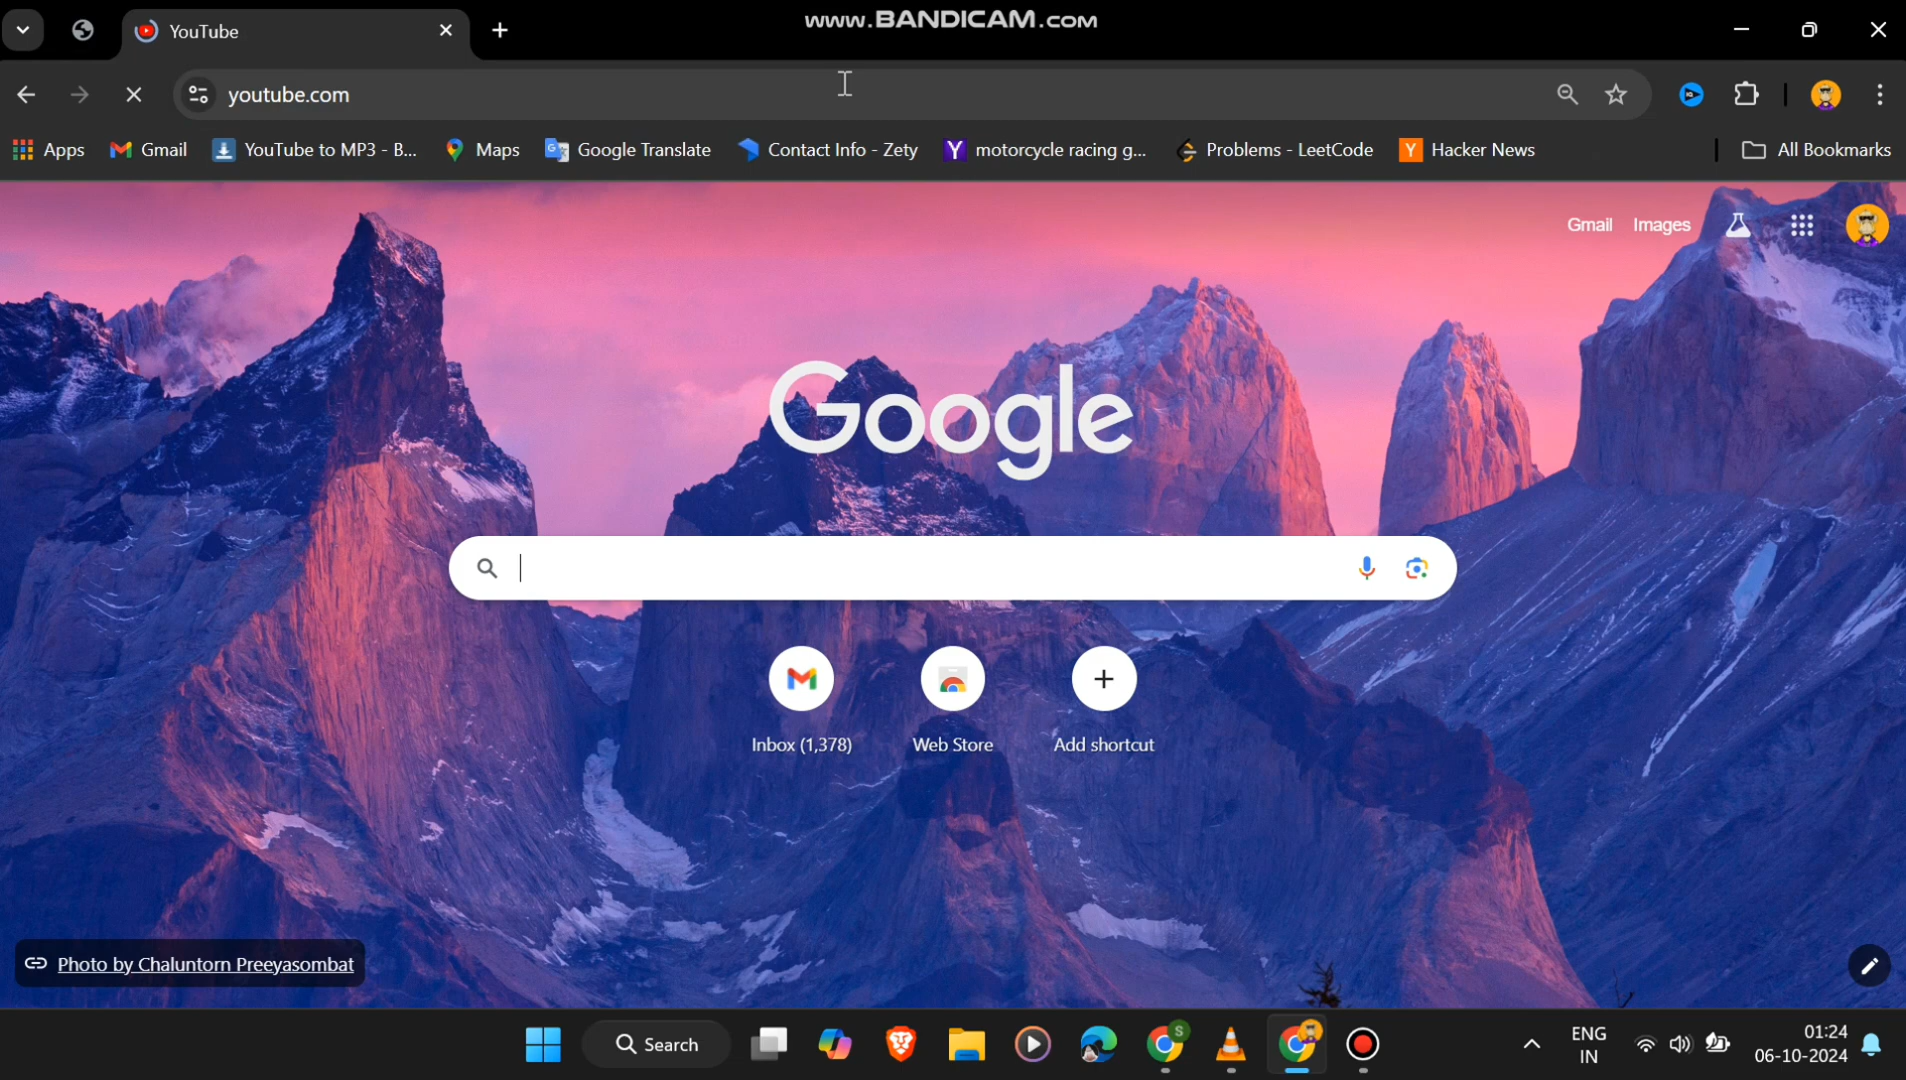 YouTube
www.BANDICAM.com
youtube.com
Apps
Gmail
YouTube to MP3 - B...
Maps
Google Translate
Contact Info - Zety
motorcycle racing g...
Problems - LeetCode
Hacker News
All Bookmarks
Gmail
Images
Google
Inbox (1,378)
Web Store
Add shortcut
Photo by Chaluntorn Preeyasombat
Search
ENG
IN
01:24
06-10-2024